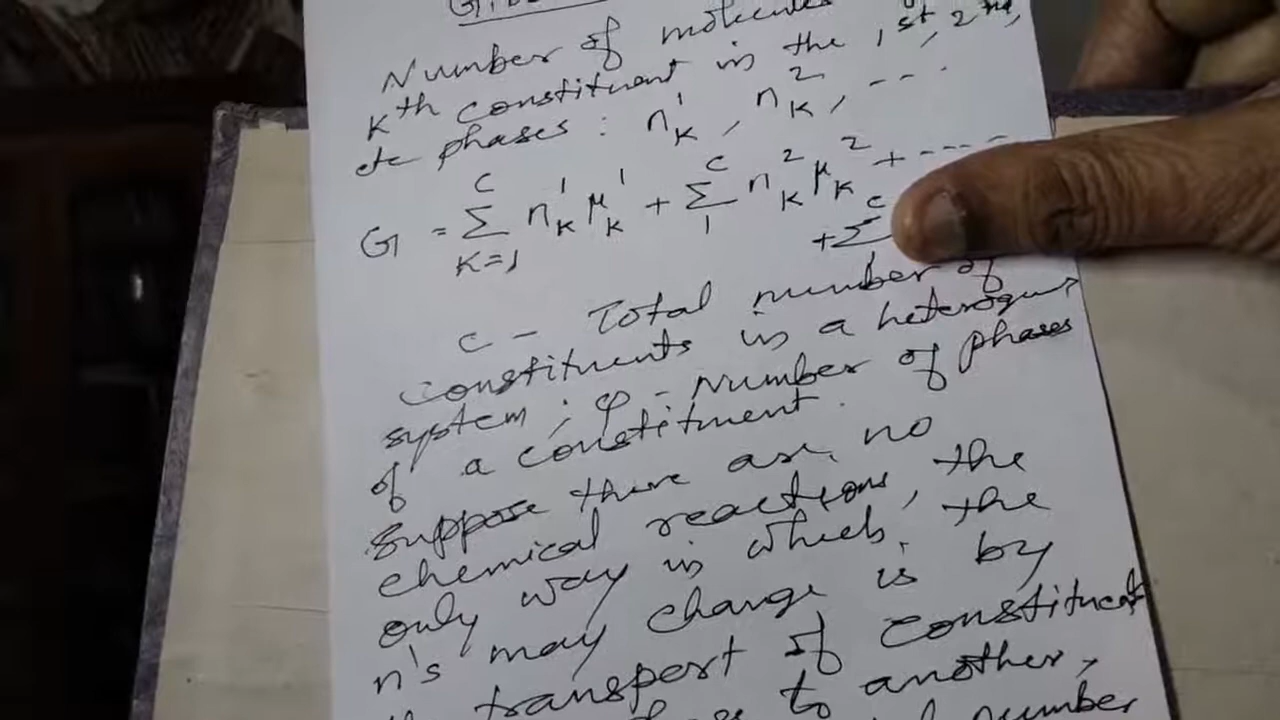 Number of molecules
Kth constituent in the 1st, 2nd,
etc phases : n_K^1, n_K^2, ---
G = Σ_{K=1}^{C} n_K^1 μ_K^1 + Σ_1^C n_K^2 μ_K^2 + ----
+ Σ^c
c - Total number of
constituents in a
system ; φ - Number of phases
of a constituent.
Suppose there are no
chemical reactions, the
only way in which the
n's may change is by
transport of constituent
to another,
number